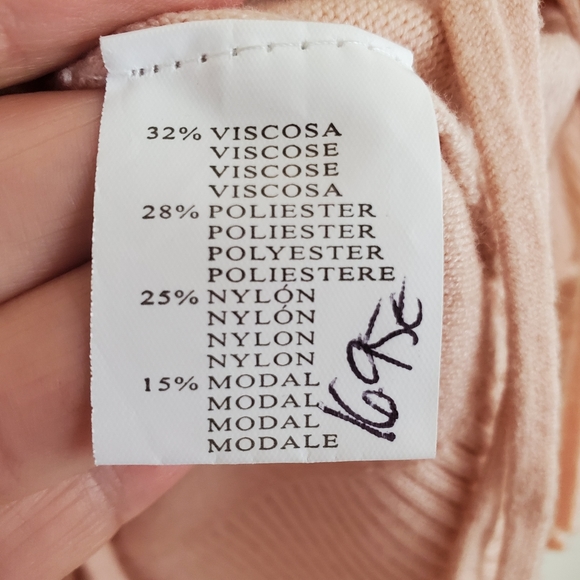 32% VISCOSA
VISCOSE
VISCOSE
VISCOSA
28% POLIESTER
POLIESTER
POLYESTER
POLIESTERE
25% NYLÓN
NYLÓN
NYLON
NYLON
15% MODAL
MODAL
MODAL
MODALE